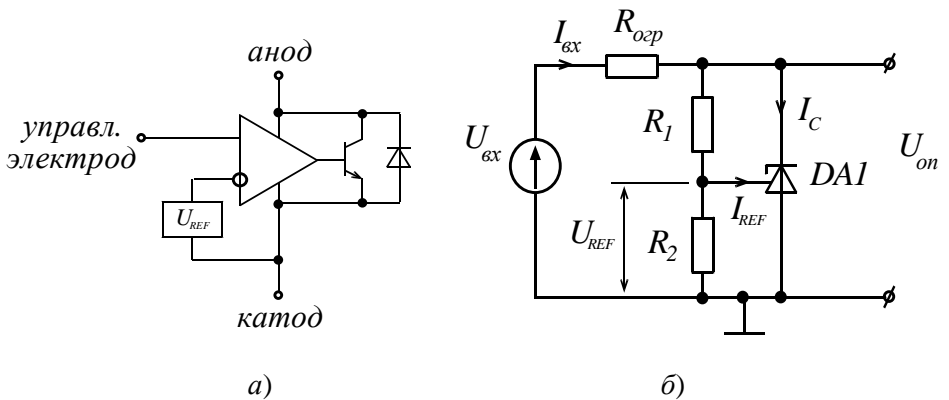 анод
управл.
электрод
U_REF
катод
а)
I_вх
R_огр
R_1
I_C
U_вх
U_оп
DA1
I_REF
U_REF
R_2
б)